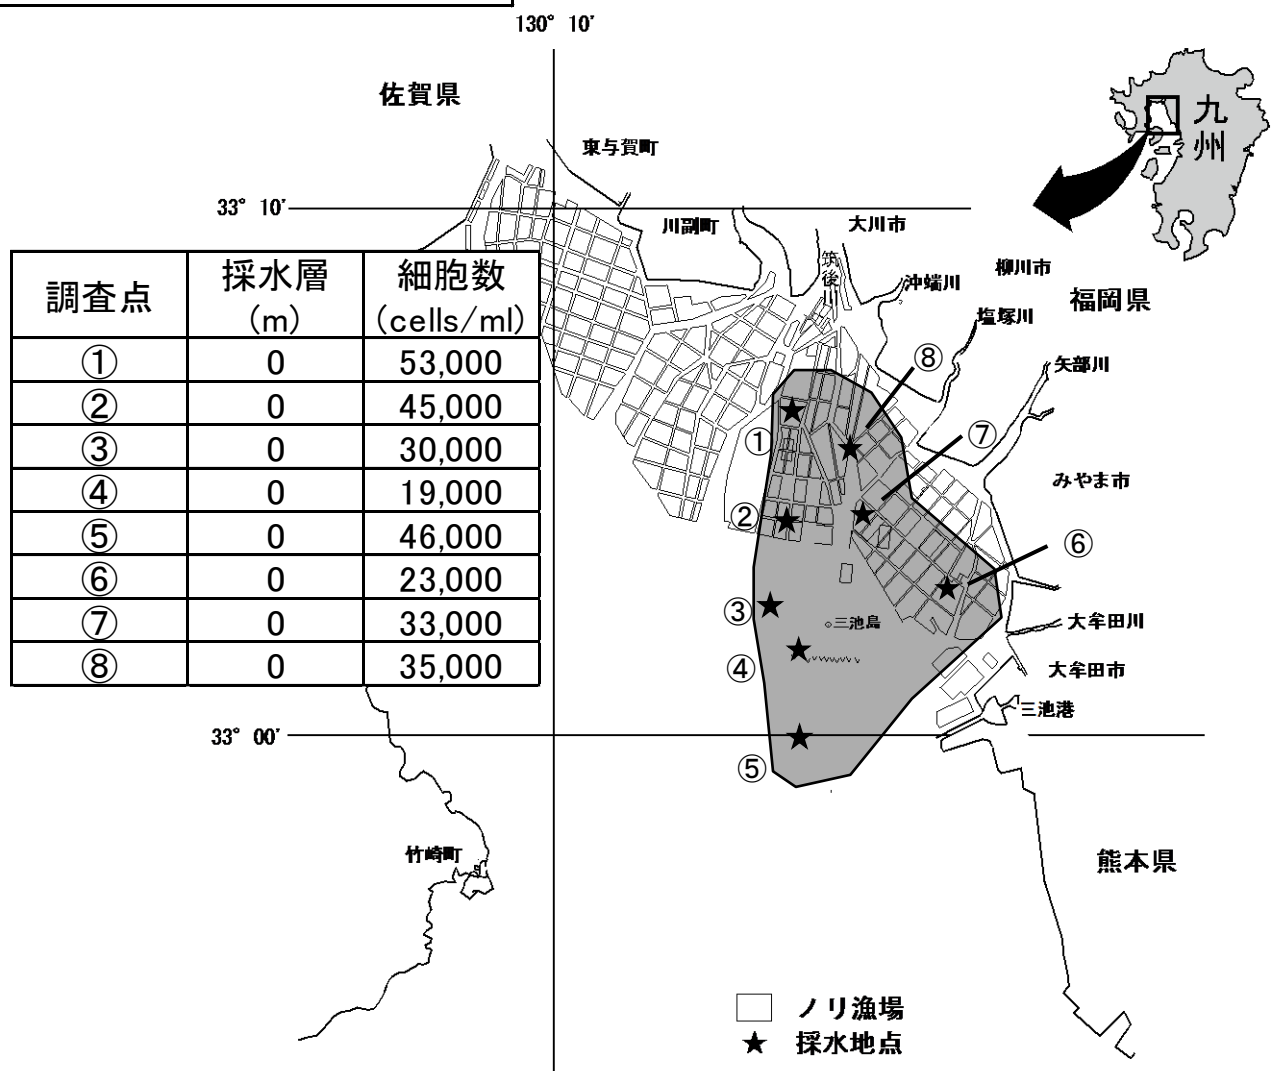 130° 10'
佐賀県
九州
東与賀町
33° 10'
川副町
大川市
筑後川
沖端川
柳川市
福岡県
塩塚川
矢部川
調査点 採水層(m) 細胞数(cells/ml)
① 0 53,000
② 0 45,000
③ 0 30,000
④ 0 19,000
⑤ 0 46,000
⑥ 0 23,000
⑦ 0 33,000
⑧ 0 35,000
⑧
⑦
①
みやま市
②
⑥
③
三池島
大牟田川
④
大牟田市
三池港
33° 00'
⑤
竹崎町
熊本県
ノリ漁場
★ 採水地点